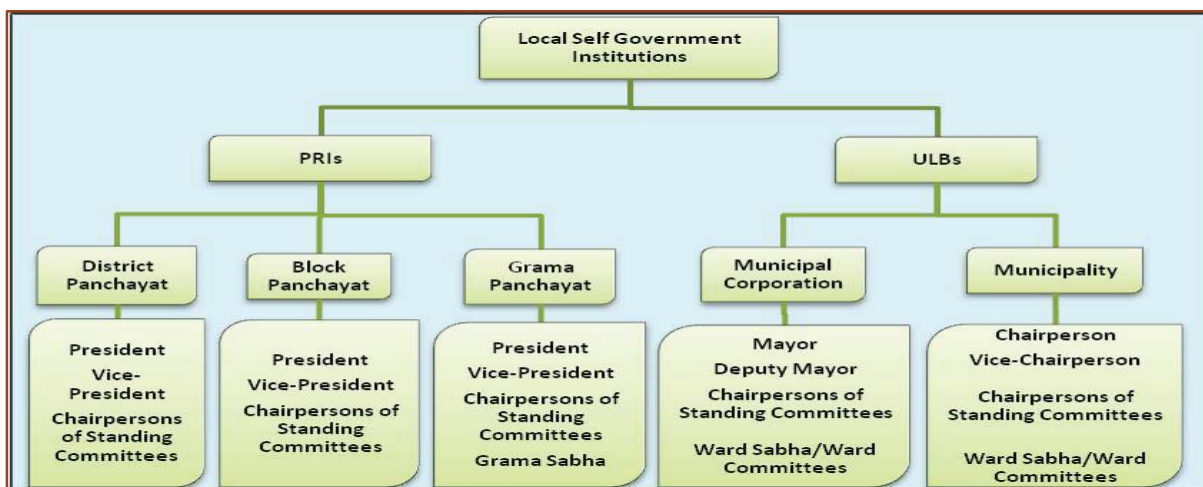 Local Self Government
Institutions
PRIs
ULBs
District
Panchayat
Block
Panchayat
Grama
Panchayat
Municipal
Corporation
Municipality
President
Vice-
President
Chairpersons
of Standing
Committees
President
Vice-President
Chairpersons of
Standing
Committees
President
Vice-President
Chairpersons of
Standing
Committees
Grama Sabha
Mayor
Deputy Mayor
Chairpersons of
Standing Committees
Ward Sabha/Ward
Committees
Chairperson
Vice-Chairperson
Chairpersons of
Standing Committees
Ward Sabha/Ward
Committees